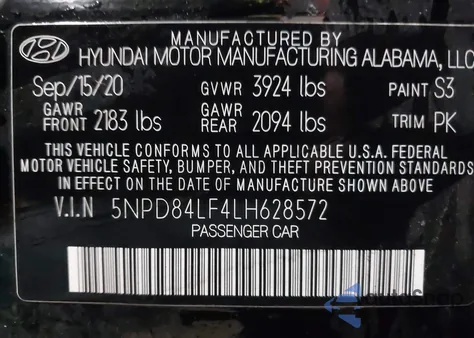 MANUFACTURED BY
HYUNDAI MOTOR MANUFACTURING ALABAMA, LLC
Sep/15/20 GVWR 3924 lbs PAINT S3
GAWR FRONT 2183 lbs GAWR REAR 2094 lbs TRIM PK
THIS VEHICLE CONFORMS TO ALL APPLICABLE U.S.A. FEDERAL
MOTOR VEHICLE SAFETY, BUMPER, AND THEFT PREVENTION
STANDARDS IN EFFECT ON THE DATE OF MANUFACTURE SHOWN ABOVE
V.I.N 5NPD84LF4LH628572
PASSENGER CAR